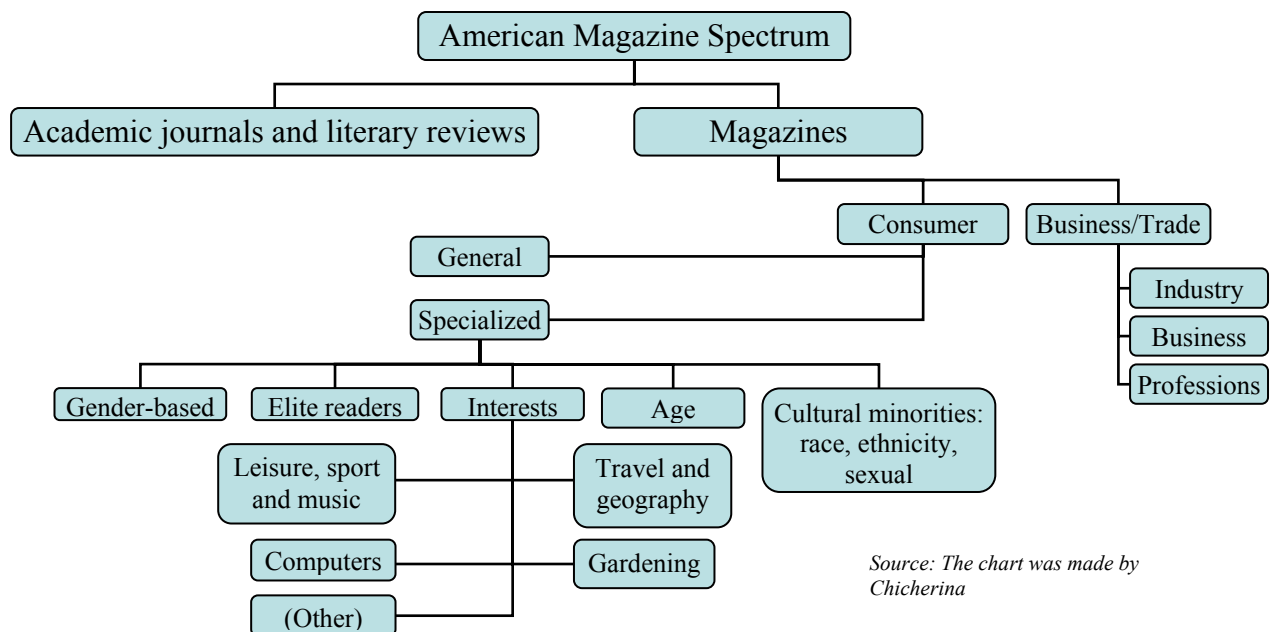 American Magazine Spectrum
Academic journals and literary reviews
Magazines
Consumer
Business/Trade
General
Industry
Specialized
Business
Professions
Gender-based
Elite readers
Interests
Age
Cultural minorities:
race, ethnicity,
sexual
Leisure, sport
and music
Travel and
geography
Computers
Gardening
(Other)
Source: The chart was made by
Chicherina